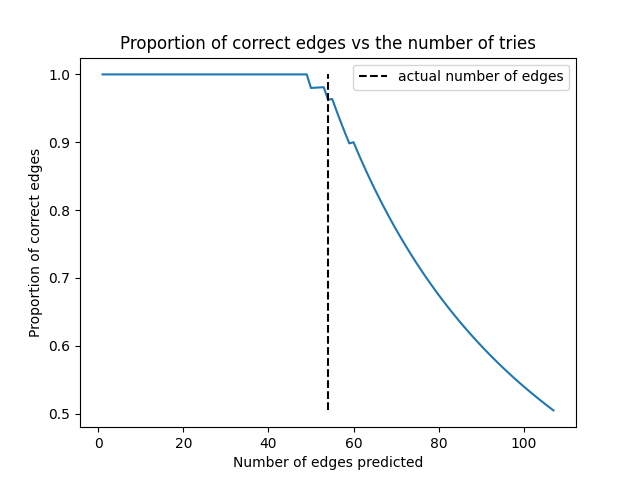 Proportion of correct edges vs the number of tries
actual number of edges
Proportion of correct edges
1.0
0.9
0.8
0.7
0.6
0.5
0 20 40 60 80 100
Number of edges predicted